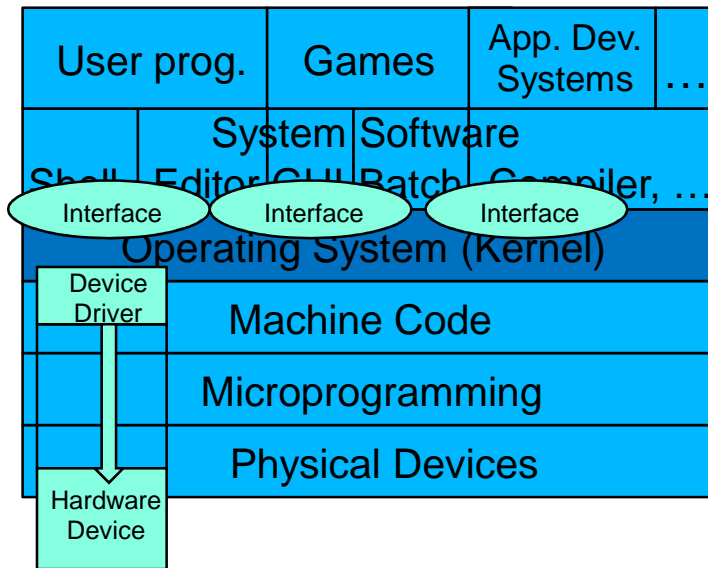 User prog.
Games
App. Dev.
Systems
…
System Software
Shell
Editor
GUI
Batch
Compiler, …
Interface
Interface
Interface
Operating System (Kernel)
Device
Driver
Machine Code
Microprogramming
Physical Devices
Hardware
Device